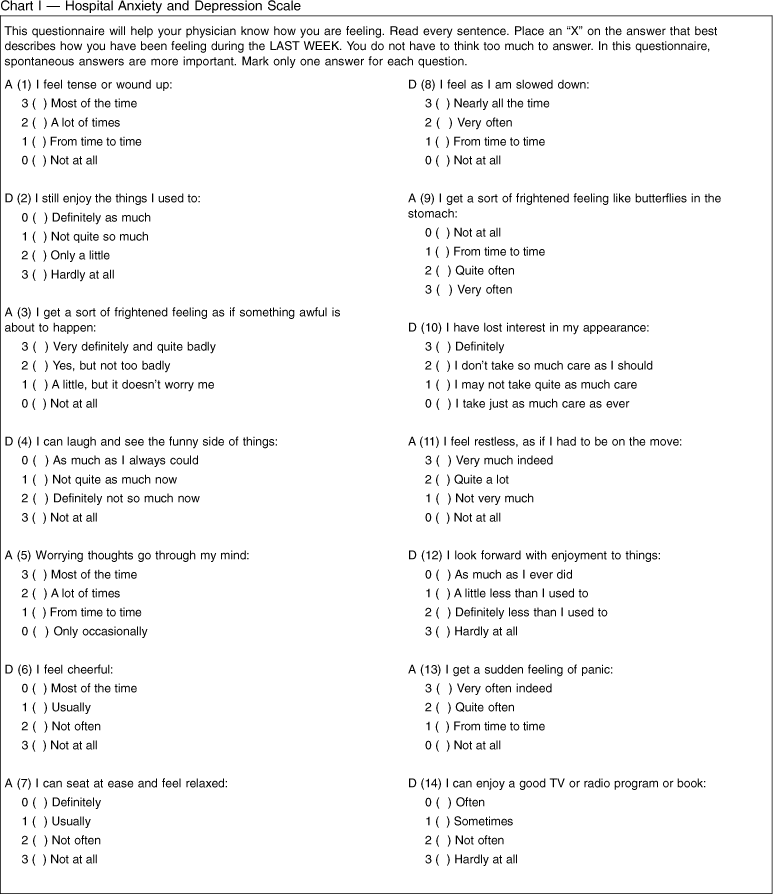 Chart I — Hospital Anxiety and Depression Scale
This questionnaire will help your physician know how you are feeling. Read every sentence. Place an “X” on the answer that best
describes how you have been feeling during the LAST WEEK. You do not have to think too much to answer. In this questionnaire,
spontaneous answers are more important. Mark only one answer for each question.
A (1) I feel tense or wound up:
3 ( ) Most of the time
2 ( ) A lot of times
1 ( ) From time to time
0 ( ) Not at all
D (2) I still enjoy the things I used to:
0 ( ) Definitely as much
1 ( ) Not quite so much
2 ( ) Only a little
3 ( ) Hardly at all
A (3) I get a sort of frightened feeling as if something awful is
about to happen:
3 ( ) Very definitely and quite badly
2 ( ) Yes, but not too badly
1 ( ) A little, but it doesn’t worry me
0 ( ) Not at all
D (4) I can laugh and see the funny side of things:
0 ( ) As much as I always could
1 ( ) Not quite as much now
2 ( ) Definitely not so much now
3 ( ) Not at all
A (5) Worrying thoughts go through my mind:
3 ( ) Most of the time
2 ( ) A lot of times
1 ( ) From time to time
0 ( ) Only occasionally
D (6) I feel cheerful:
0 ( ) Most of the time
1 ( ) Usually
2 ( ) Not often
3 ( ) Not at all
A (7) I can seat at ease and feel relaxed:
0 ( ) Definitely
1 ( ) Usually
2 ( ) Not often
3 ( ) Not at all
D (8) I feel as I am slowed down:
3 ( ) Nearly all the time
2 ( ) Very often
1 ( ) From time to time
0 ( ) Not at all
A (9) I get a sort of frightened feeling like butterflies in the
stomach:
0 ( ) Not at all
1 ( ) From time to time
2 ( ) Quite often
3 ( ) Very often
D (10) I have lost interest in my appearance:
3 ( ) Definitely
2 ( ) I don’t take so much care as I should
1 ( ) I may not take quite as much care
0 ( ) I take just as much care as ever
A (11) I feel restless, as if I had to be on the move:
3 ( ) Very much indeed
2 ( ) Quite a lot
1 ( ) Not very much
0 ( ) Not at all
D (12) I look forward with enjoyment to things:
0 ( ) As much as I ever did
1 ( ) A little less than I used to
2 ( ) Definitely less than I used to
3 ( ) Hardly at all
A (13) I get a sudden feeling of panic:
3 ( ) Very often indeed
2 ( ) Quite often
1 ( ) From time to time
0 ( ) Not at all
D (14) I can enjoy a good TV or radio program or book:
0 ( ) Often
1 ( ) Sometimes
2 ( ) Not often
3 ( ) Hardly at all